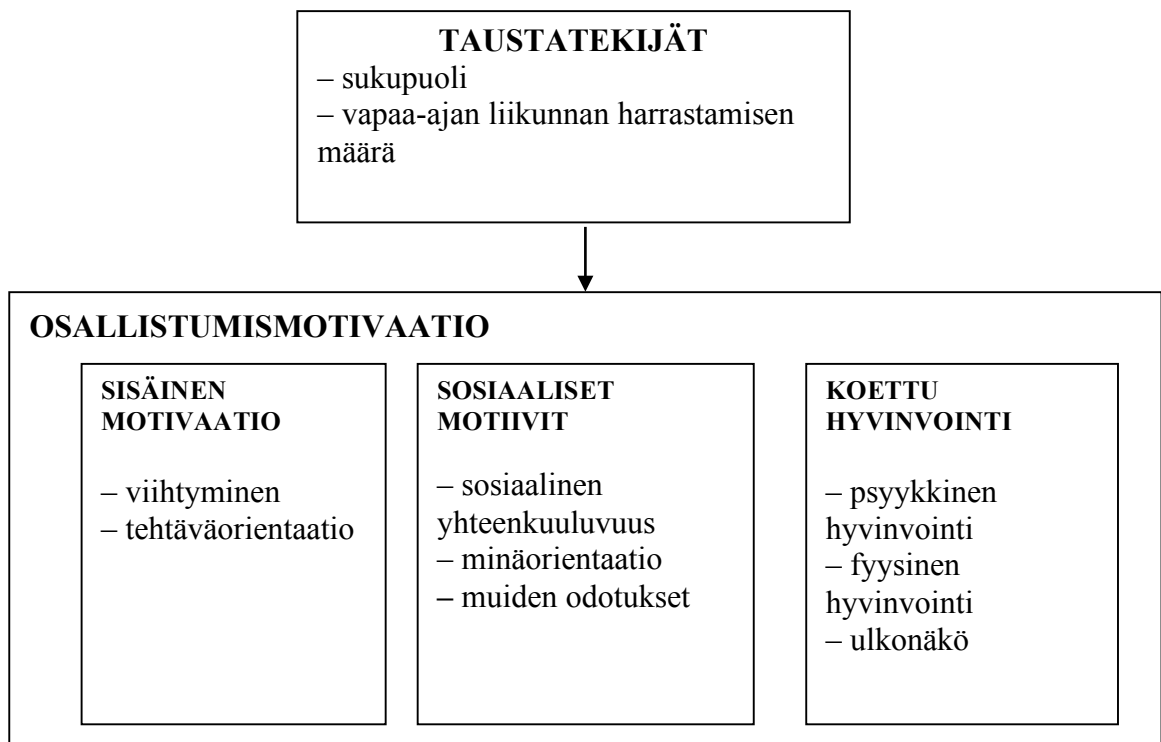 TAUSTATEKIJÄT
– sukupuoli
– vapaa-ajan liikunnan harrastamisen
määrä
OSALLISTUMISMOTIVAATIO
SISÄINEN
MOTIVAATIO
– viihtyminen
– tehtäväorientaatio
SOSIAALISET
MOTIIVIT
– sosiaalinen
yhteenkuuluvuus
– minäorientaatio
– muiden odotukset
KOETTU
HYVINVOINTI
– psyykkinen
hyvinvointi
– fyysinen
hyvinvointi
– ulkonäkö